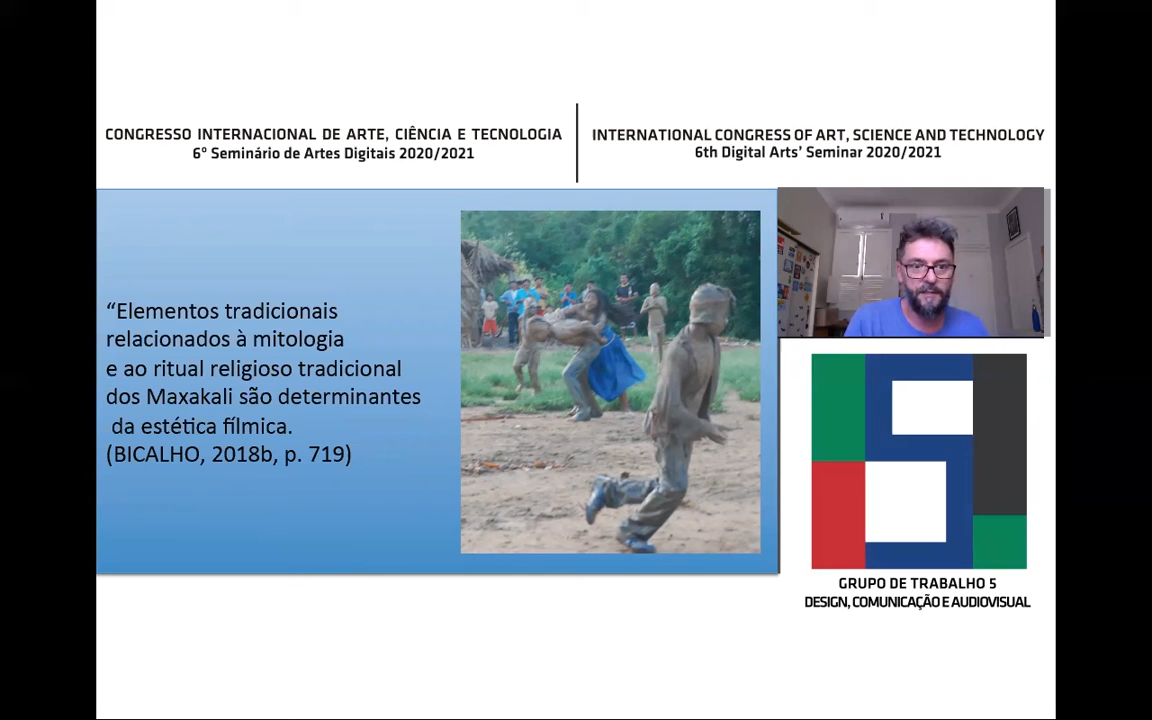 CONGRESSO INTERNACIONAL DE ARTE, CIÊNCIA E TECNOLOGIA
6º Seminário de Artes Digitais 2020/2021
INTERNATIONAL CONGRESS OF ART, SCIENCE AND TECHNOLOGY
6th Digital Arts’ Seminar 2020/2021
“Elementos tradicionais
relacionados à mitologia
e ao ritual religioso tradicional
dos Maxakali são determinantes
da estética fílmica.
(BICALHO, 2018b, p. 719)
GRUPO DE TRABALHO 5
DESIGN, COMUNICAÇÃO E AUDIOVISUAL